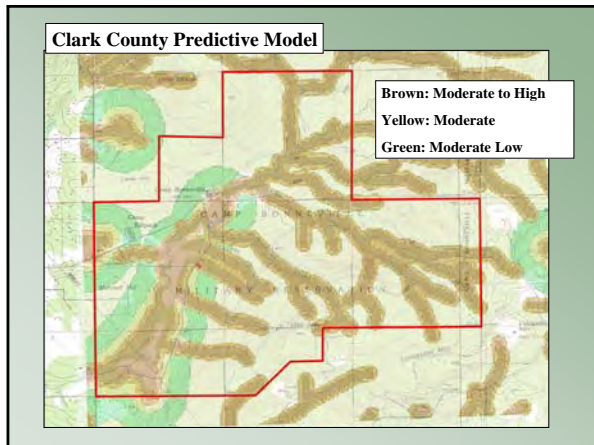 Clark County Predictive Model
Brown: Moderate to High
Yellow: Moderate
Green: Moderate Low
CAMP BONNEVILLE
MILITARY RESERVATION